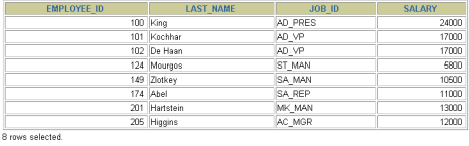 EMPLOYEE_ID LAST_NAME JOB_ID SALARY
100 King AD_PRES 24000
101 Kochhar AD_VP 17000
102 De Haan AD_VP 17000
124 Mourgos ST_MAN 5800
149 Zlotkey SA_MAN 10500
174 Abel SA_REP 11000
201 Hartstein MK_MAN 13000
205 Higgins AC_MGR 12000
8 rows selected.